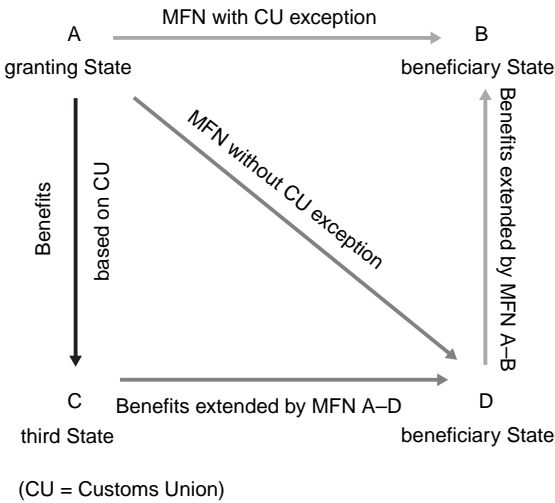 MFN with CU exception
A
B
granting State
beneficiary State
MFN without CU exception
Benefits
based on CU
Benefits extended by MFN A–B
C
D
Benefits extended by MFN A–D
third State
beneficiary State
(CU = Customs Union)